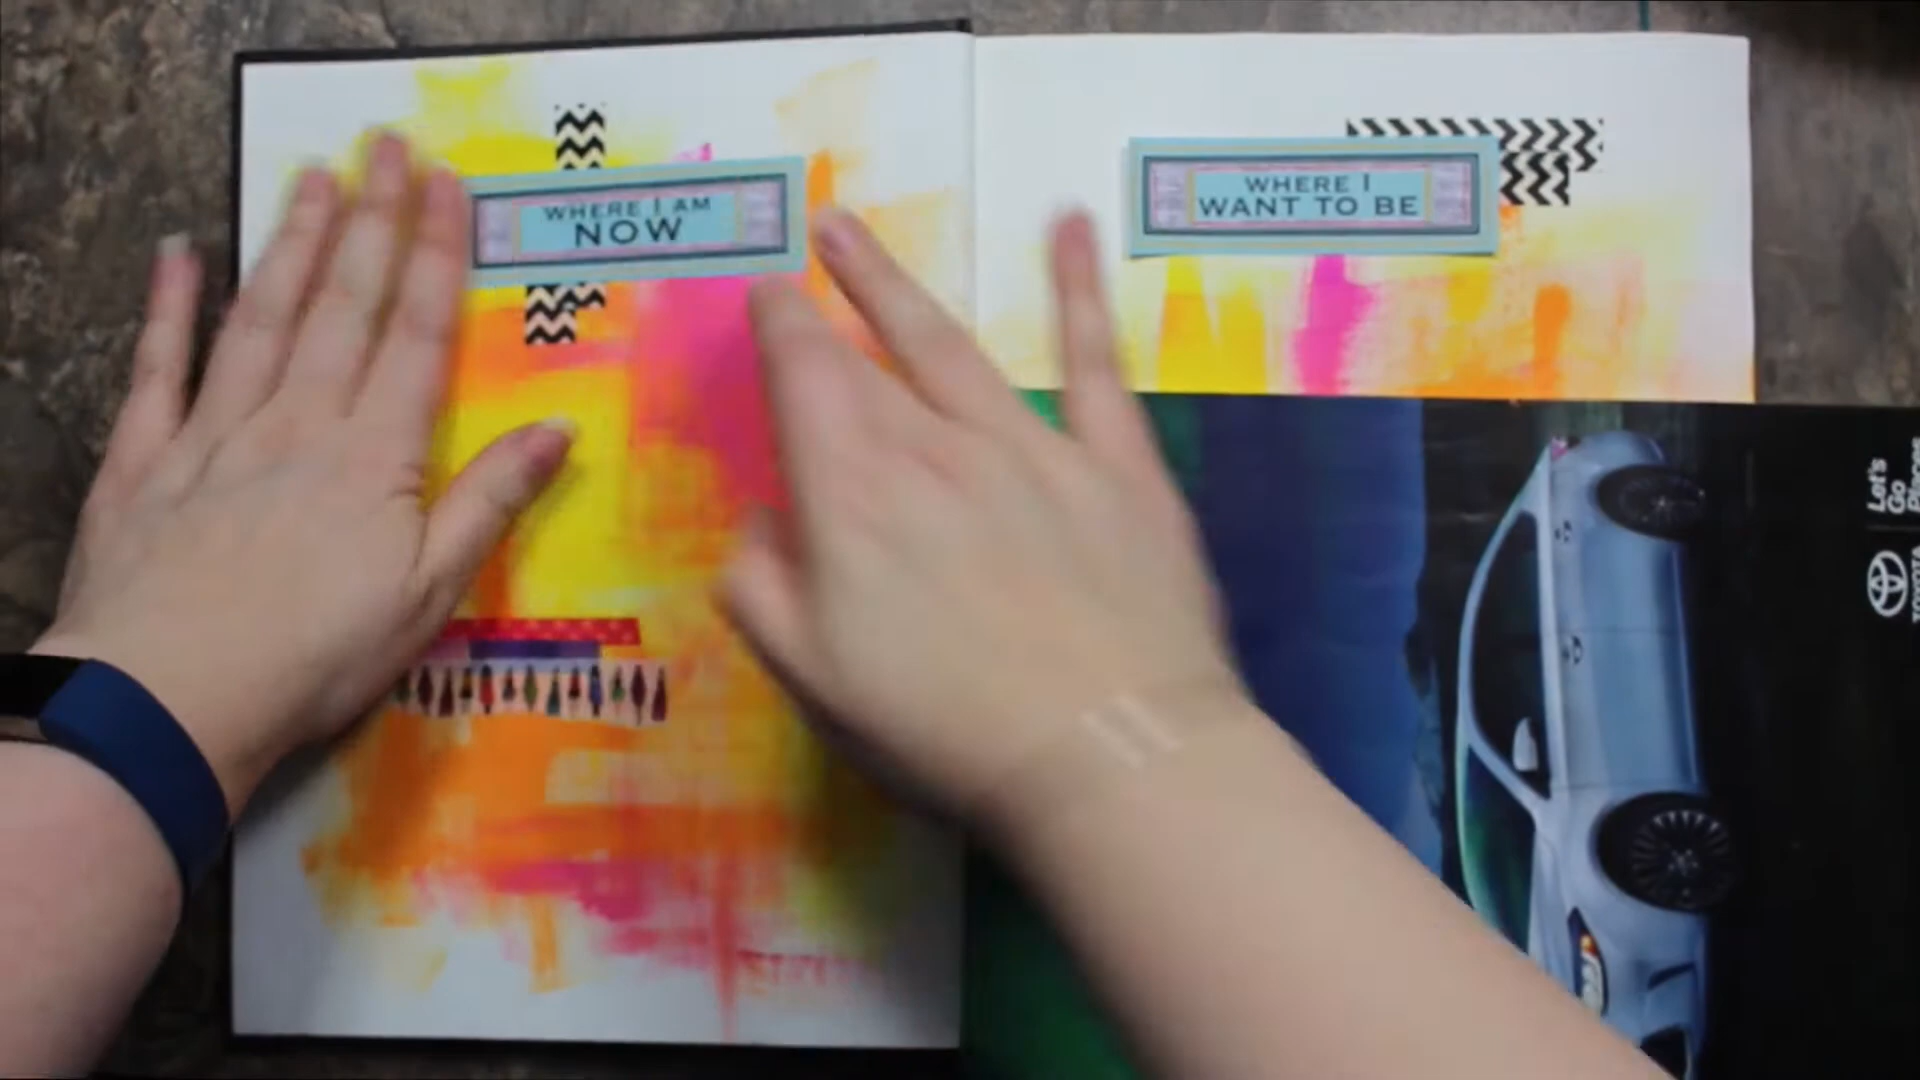 WHERE I AM
NOW
WHERE I
WANT TO BE
Let's
Go
Places
TOYOTA